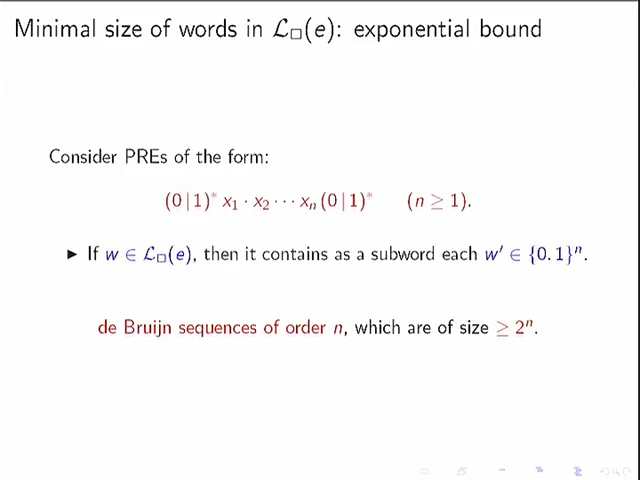 Minimal size of words in 𝓛□(e): exponential bound
Consider PREs of the form:
(0 | 1)* x₁ · x₂ · · · xₙ (0 | 1)* (n ≥ 1).
▶ If w ∈ 𝓛□(e), then it contains as a subword each w′ ∈ {0. 1}ⁿ.
de Bruijn sequences of order n, which are of size ≥ 2ⁿ.